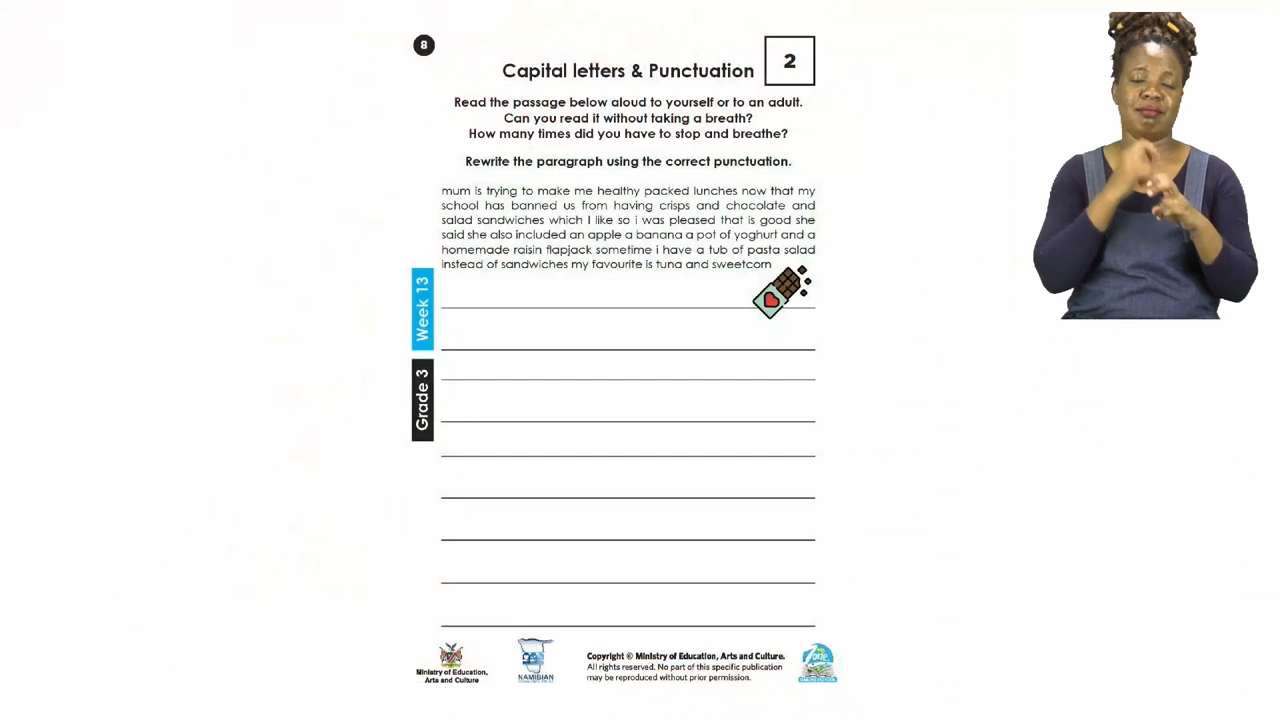 8
Capital letters & Punctuation
2
Read the passage below aloud to yourself or to an adult.
Can you read it without taking a breath?
How many times did you have to stop and breathe?
Rewrite the paragraph using the correct punctuation.
mum is trying to make me healthy packed lunches now that my
school has banned us from having crisps and chocolate and
salad sandwiches which I like so i was pleased that is good she
said she also included an apple a banana a pot of yoghurt and a
homemade raisin flapjack sometime i have a tub of pasta salad
instead of sandwiches my favourite is tuna and sweetcorn
Week 13
Grade 3
Ministry of Education,
Arts and Culture
NAMIBIAN
Copyright © Ministry of Education, Arts and Culture.
All rights reserved. No part of this specific publication
may be reproduced without prior permission.